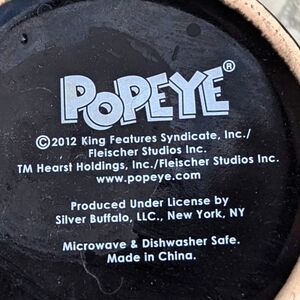 POPEYE®
©2012 King Features Syndicate, Inc./
Fleischer Studios Inc.
TM Hearst Holdings, Inc./Fleischer Studios Inc.
www.popeye.com
Produced Under License by
Silver Buffalo, LLC., New York, NY
Microwave & Dishwasher Safe.
Made in China.